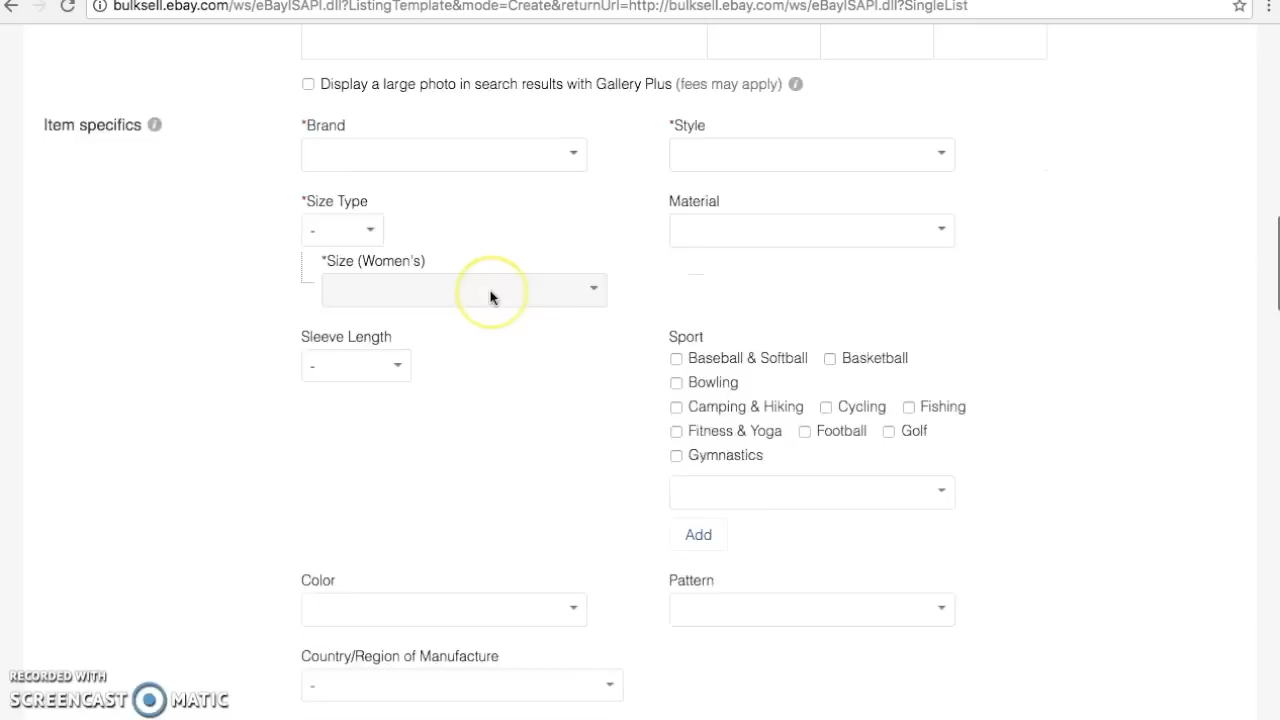 bulksell.ebay.com/ws/eBayISAPI.dll?ListingTemplate&mode=Create&returnUrl=http://bulksell.ebay.com/ws/eBayISAPI.dll?SingleList
Display a large photo in search results with Gallery Plus (fees may apply)
Item specifics
*Brand
*Style
*Size Type
Material
-
*Size (Women's)
Sleeve Length
Sport
-
Baseball & Softball
Basketball
Bowling
Camping & Hiking
Cycling
Fishing
Fitness & Yoga
Football
Golf
Gymnastics
Add
Color
Pattern
Country/Region of Manufacture
-
RECORDED WITH
SCREENCAST MATIC